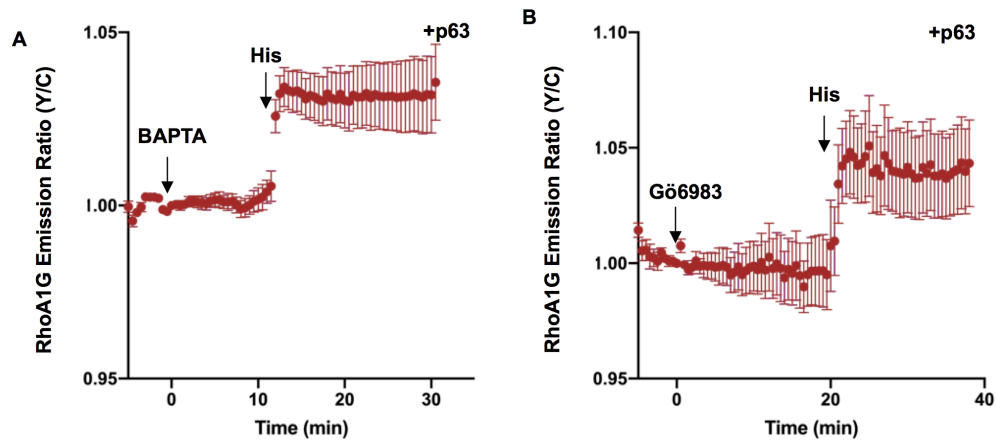 A
RhoA1G Emission Ratio (Y/C)
1.05
1.00
0.95
+p63
His
BAPTA
0
10
20
30
Time (min)
B
RhoA1G Emission Ratio (Y/C)
1.10
1.05
1.00
0.95
+p63
His
Gö6983
0
20
40
Time (min)